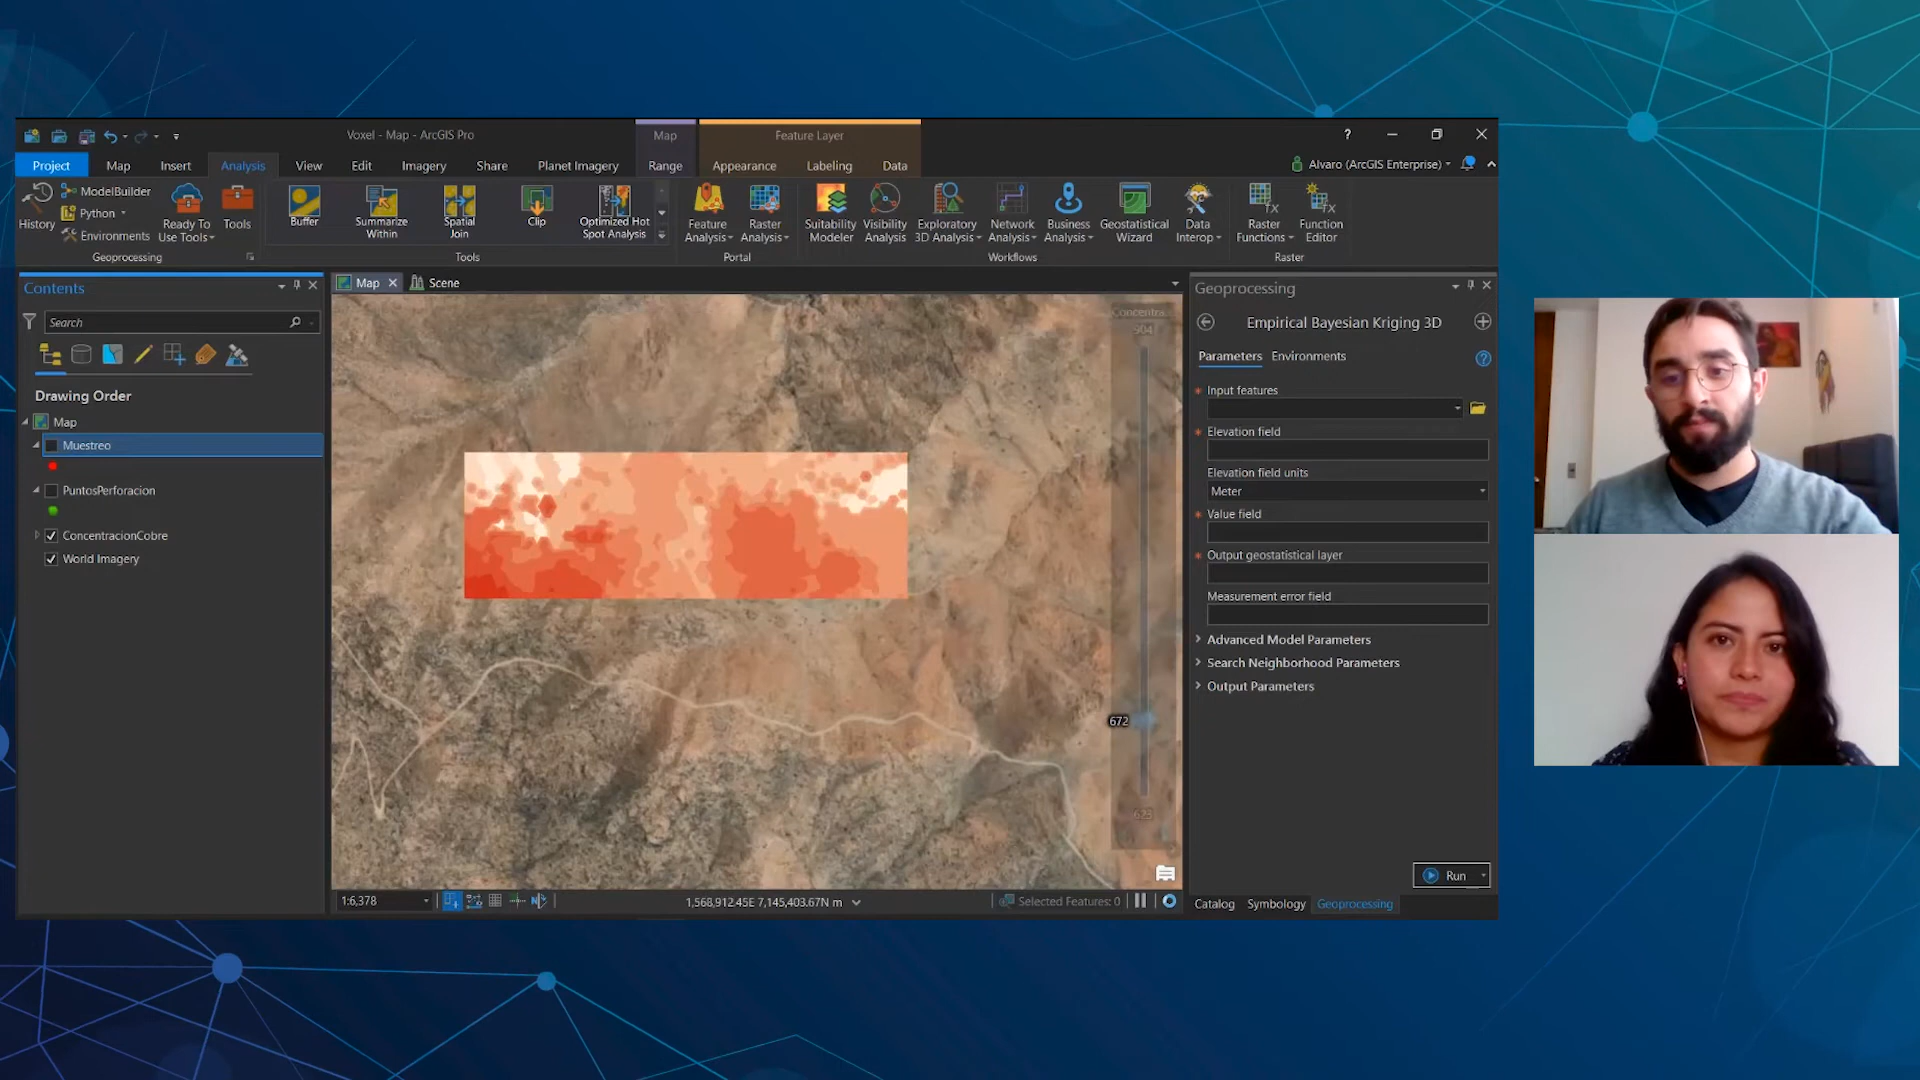 Voxel - Map - ArcGIS Pro
Map
Feature Layer
?
Project
Map
Insert
Analysis
View
Edit
Imagery
Share
Planet Imagery
Range
Appearance
Labeling
Data
Alvaro (ArcGIS Enterprise)
History
ModelBuilder
Python
Environments
Ready To
Use Tools
Tools
Geoprocessing
Buffer
Summarize
Within
Spatial
Join
Clip
Optimized Hot
Spot Analysis
Tools
Feature
Analysis
Raster
Analysis
Portal
Suitability
Modeler
Visibility
Analysis
Exploratory
3D Analysis
Network
Analysis
Business
Analysis
Geostatistical
Wizard
Data
Interop
Workflows
Raster
Functions
Function
Editor
Raster
Contents
Search
Drawing Order
Map
Muestreo
PuntosPerforacion
ConcentracionCobre
World Imagery
Map
Scene
904
672
623
1:6,378
1,568,912.45E 7,145,403.67N m
Selected Features: 0
Geoprocessing
Empirical Bayesian Kriging 3D
Parameters
Environments
?
* Input features
* Elevation field
Elevation field units
Meter
* Value field
* Output geostatistical layer
Measurement error field
Advanced Model Parameters
Search Neighborhood Parameters
Output Parameters
Run
Catalog
Symbology
Geoprocessing